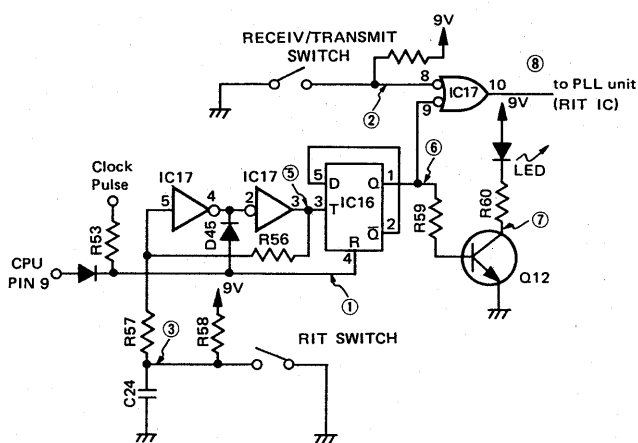 9V
RECEIV/TRANSMIT
SWITCH
8
9
IC17
10
⑧
to PLL unit
(RIT IC)
②
9V
LED
R60
⑦
Q12
⑥
R59
Clock
Pulse
R53
IC17
5
4
IC17
2
3
⑤
3
5
D
Q
1
T
IC16
Q
2
R
4
D45
R56
CPU
PIN 9
①
9V
R57
③
R58
RIT SWITCH
C24